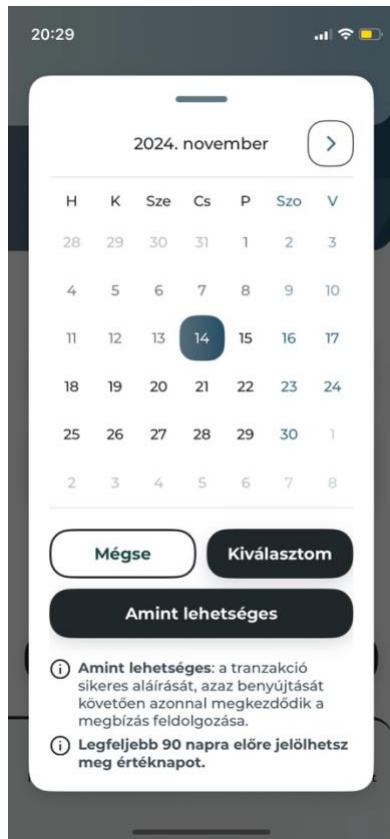 20:29
2024. november
H K Sze Cs P Szo V
28 29 30 31 1 2 3
4 5 6 7 8 9 10
11 12 13 14 15 16 17
18 19 20 21 22 23 24
25 26 27 28 29 30 1
2 3 4 5 6 7 8
Mégse Kiválasztom
Amint lehetséges
Amint lehetséges: a tranzakció
sikeres aláírását, azaz benyújtását
követően azonnal megkezdődik a
megbízás feldolgozása.
Legfeljebb 90 napra előre jelölhetsz
meg értéknapot.